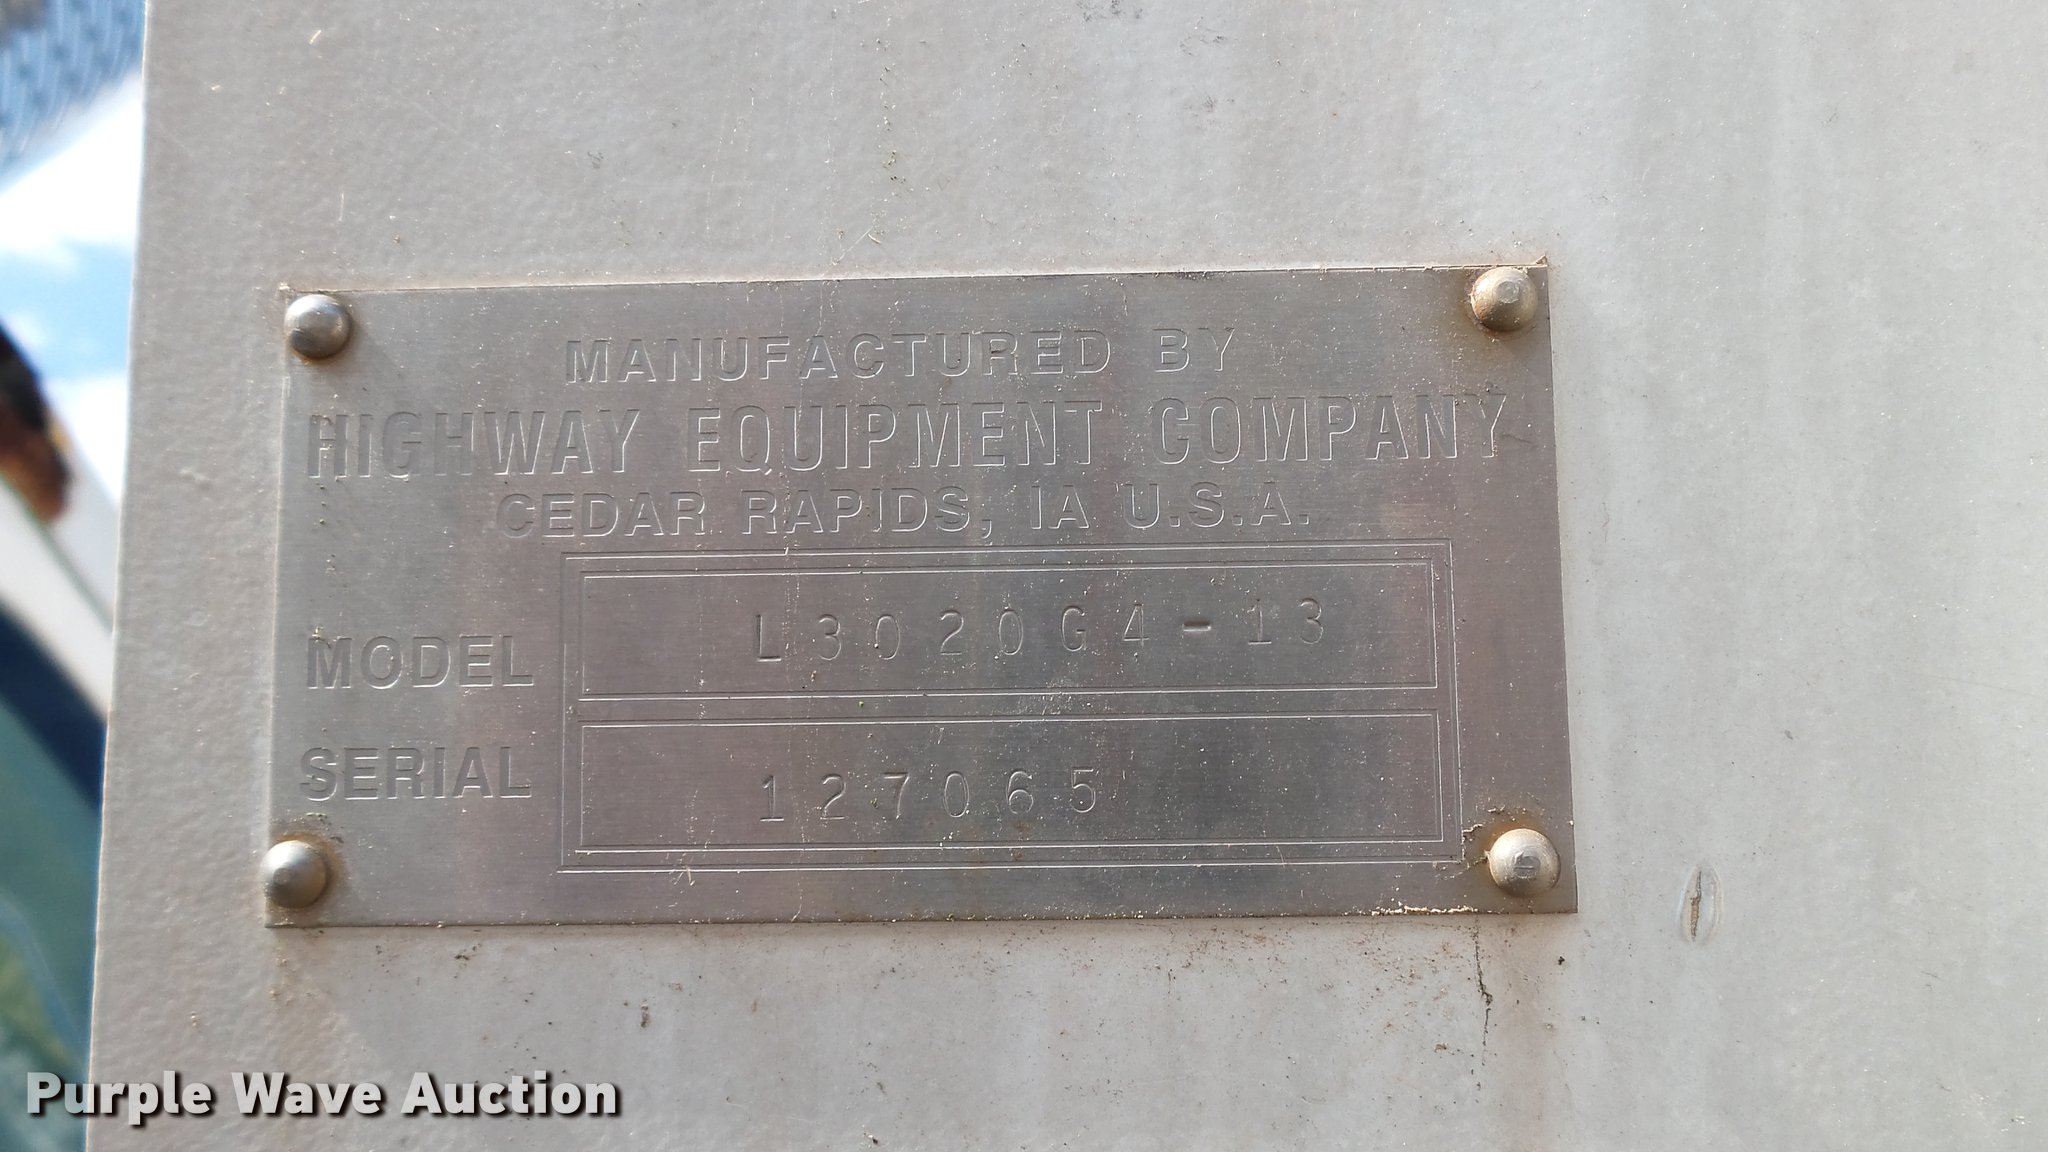 MANUFACTURED BY
HIGHWAY EQUIPMENT COMPANY
CEDAR RAPIDS, IA U.S.A.
MODEL L3020G4-13
SERIAL 127065
Purple Wave Auction